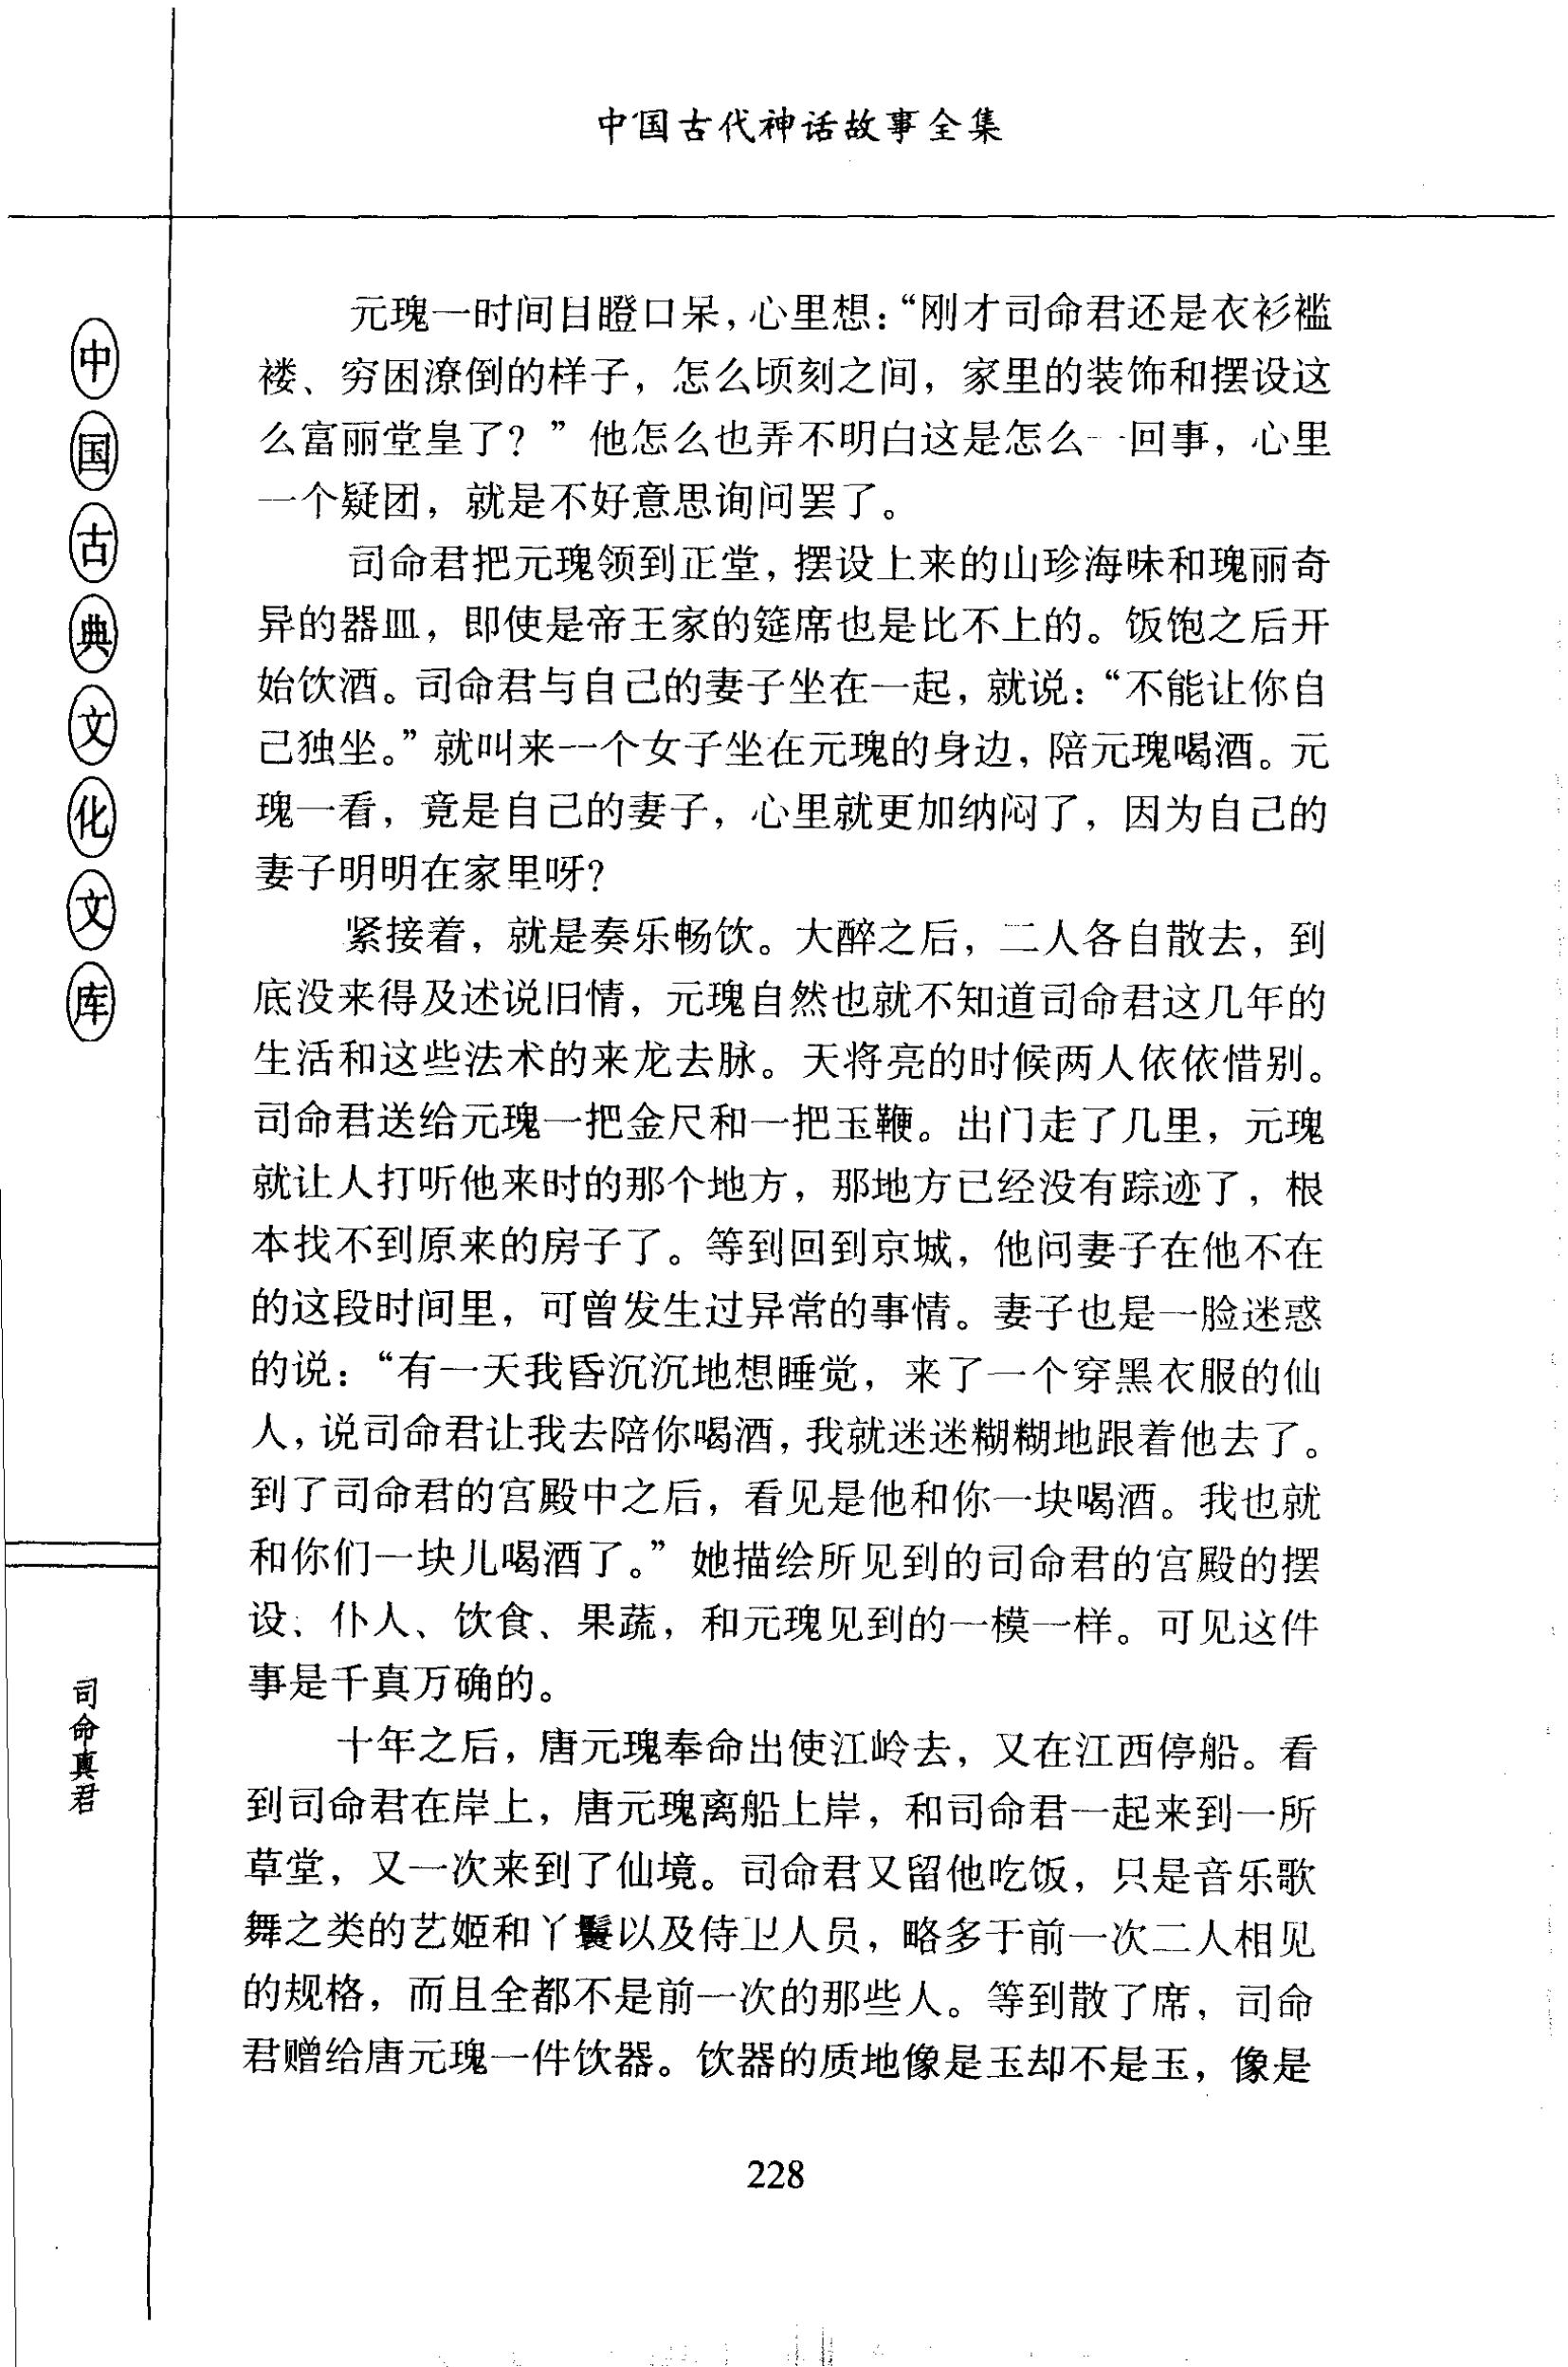 中国古代神话故事全集
中国古典文化文库
司命真君
元瑰一时间目瞪口呆，心里想：“刚才司命君还是衣衫褴
褛、穷困潦倒的样子，怎么顷刻之间，家里的装饰和摆设这
么富丽堂皇了？”他怎么也弄不明白这是怎么一回事，心里
一个疑团，就是不好意思询问罢了。
司命君把元瑰领到正堂，摆设上来的山珍海味和瑰丽奇
异的器皿，即使是帝王家的筵席也是比不上的。饭饱之后开
始饮酒。司命君与自己的妻子坐在一起，就说：“不能让你自
己独坐。”就叫来一个女子坐在元瑰的身边，陪元瑰喝酒。元
瑰一看，竟是自己的妻子，心里就更加纳闷了，因为自己的
妻子明明在家里呀？
紧接着，就是奏乐畅饮。大醉之后，二人各自散去，到
底没来得及述说旧情，元瑰自然也就不知道司命君这几年的
生活和这些法术的来龙去脉。天将亮的时候两人依依惜别。
司命君送给元瑰一把金尺和一把玉鞭。出门走了几里，元瑰
就让人打听他来时的那个地方，那地方已经没有踪迹了，根
本找不到原来的房子了。等到回到京城，他问妻子在他不在
的这段时间里，可曾发生过异常的事情。妻子也是一脸迷惑
的说：“有一天我昏沉沉地想睡觉，来了一个穿黑衣服的仙
人，说司命君让我去陪你喝酒，我就迷迷糊糊地跟着他去了。
到了司命君的宫殿中之后，看见是他和你一块喝酒。我也就
和你们一块儿喝酒了。”她描绘所见到的司命君的宫殿的摆
设、仆人、饮食、果蔬，和元瑰见到的一模一样。可见这件
事是千真万确的。
十年之后，唐元瑰奉命出使江岭去，又在江西停船。看
到司命君在岸上，唐元瑰离船上岸，和司命君一起来到一所
草堂，又一次来到了仙境。司命君又留他吃饭，只是音乐歌
舞之类的艺姬和丫鬟以及侍卫人员，略多于前一次二人相见
的规格，而且全都不是前一次的那些人。等到散了席，司命
君赠给唐元瑰一件饮器。饮器的质地像是玉却不是玉，像是
228